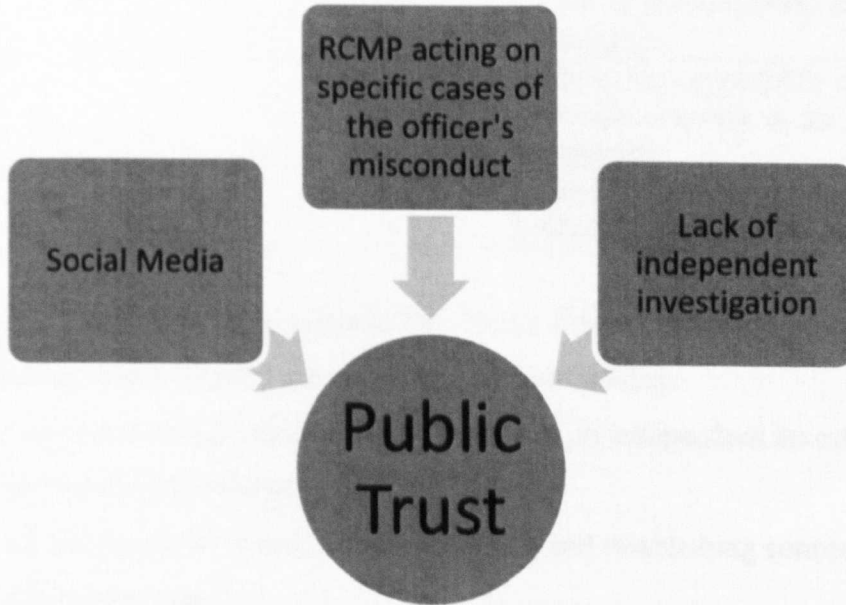 RCMP acting on
specific cases of
the officer's
misconduct
Social Media
Lack of
independent
investigation
Public
Trust